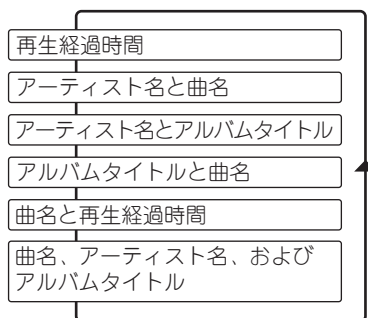 再生経過時間
アーティスト名と曲名
アーティスト名とアルバムタイトル
アルバムタイトルと曲名
曲名と再生経過時間
曲名、アーティスト名、および
アルバムタイトル